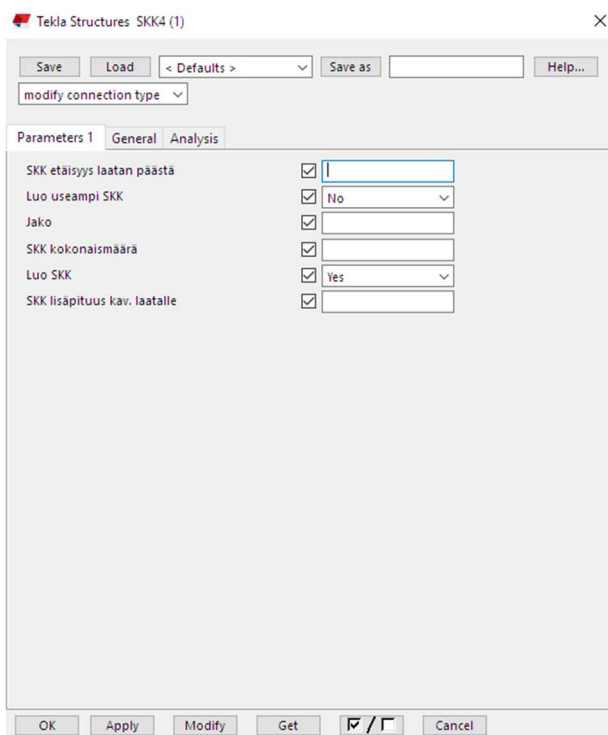 Tekla Structures SKK4 (1)
Save Load < Defaults > Save as Help...
modify connection type
Parameters 1 General Analysis
SKK etäisyys laatan päästä
Luo useampi SKK No
Jako
SKK kokonaismäärä
Luo SKK Yes
SKK lisäpituus kav. laatalle
OK Apply Modify Get / Cancel